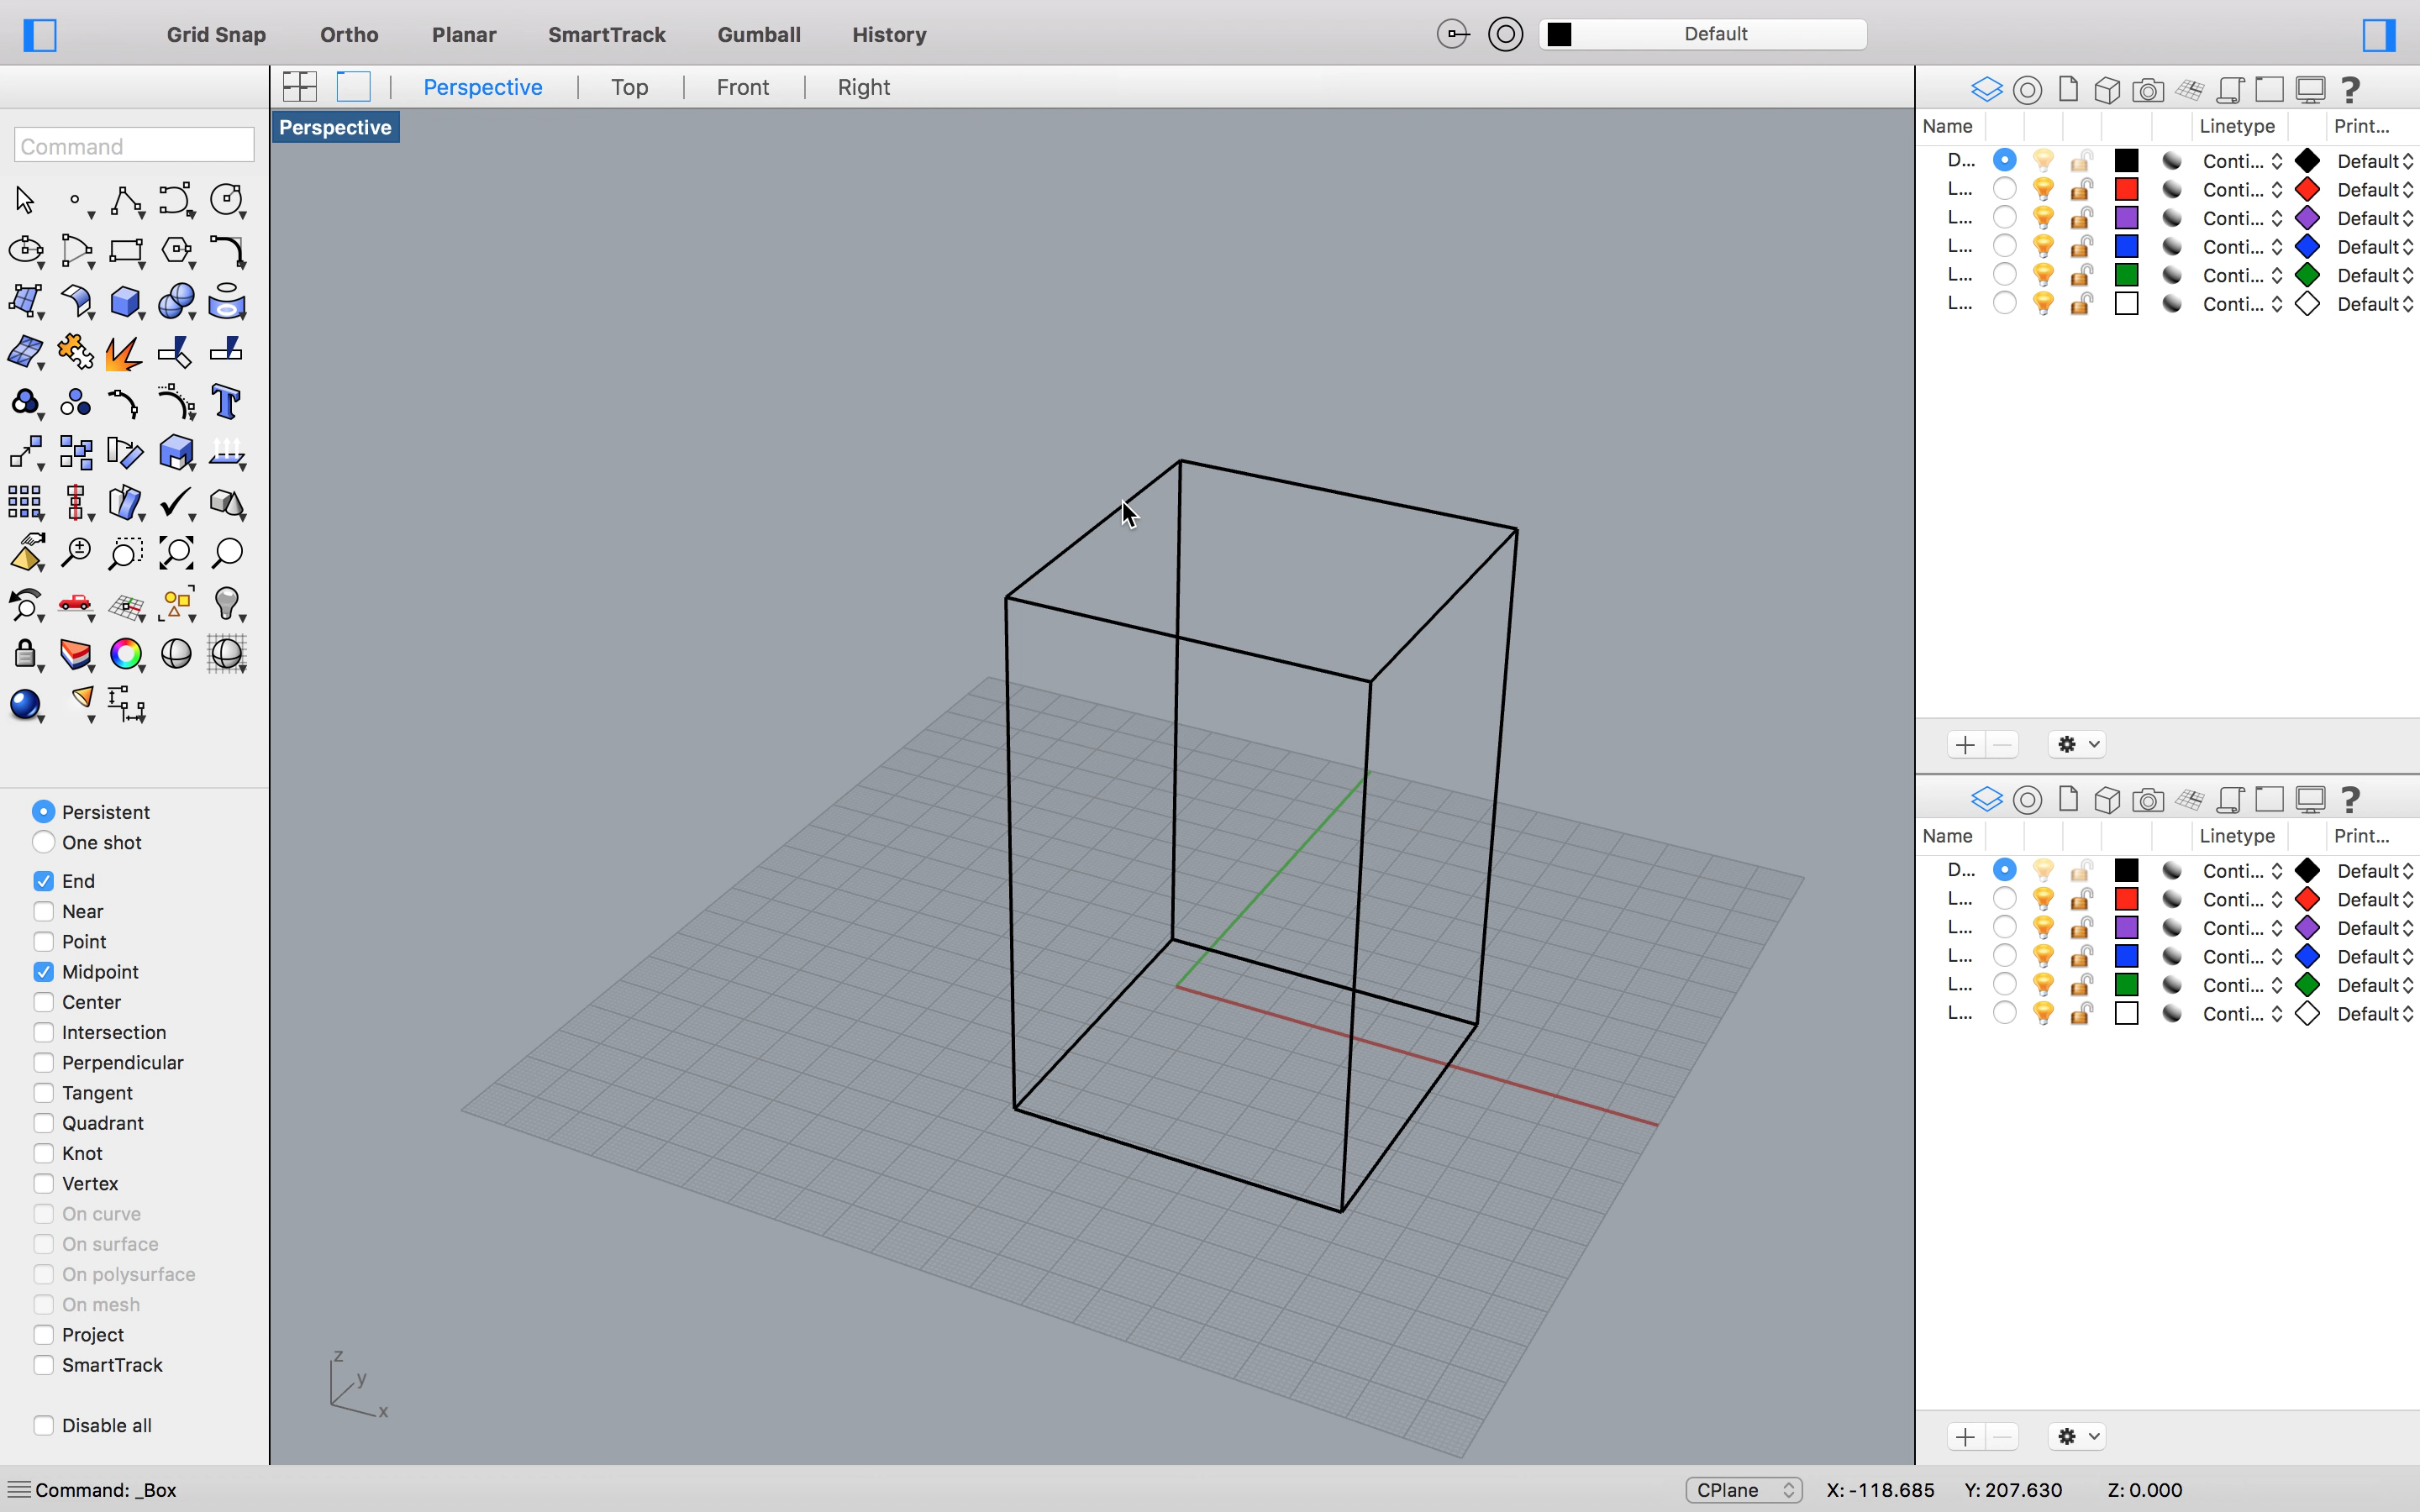 Grid Snap Ortho Planar SmartTrack Gumball History Default
Perspective Top Front Right
Perspective
Command
Persistent
One shot
End
Near
Point
Midpoint
Center
Intersection
Perpendicular
Tangent
Quadrant
Knot
Vertex
On curve
On surface
On polysurface
On mesh
Project
SmartTrack
Disable all
z
y
x
?
Name Linetype Print...
D... Conti... Default
L... Conti... Default
L... Conti... Default
L... Conti... Default
L... Conti... Default
L... Conti... Default
?
Name Linetype Print...
D... Conti... Default
L... Conti... Default
L... Conti... Default
L... Conti... Default
L... Conti... Default
L... Conti... Default
Command: _Box CPlane X:-118.685 Y:207.630 Z:0.000